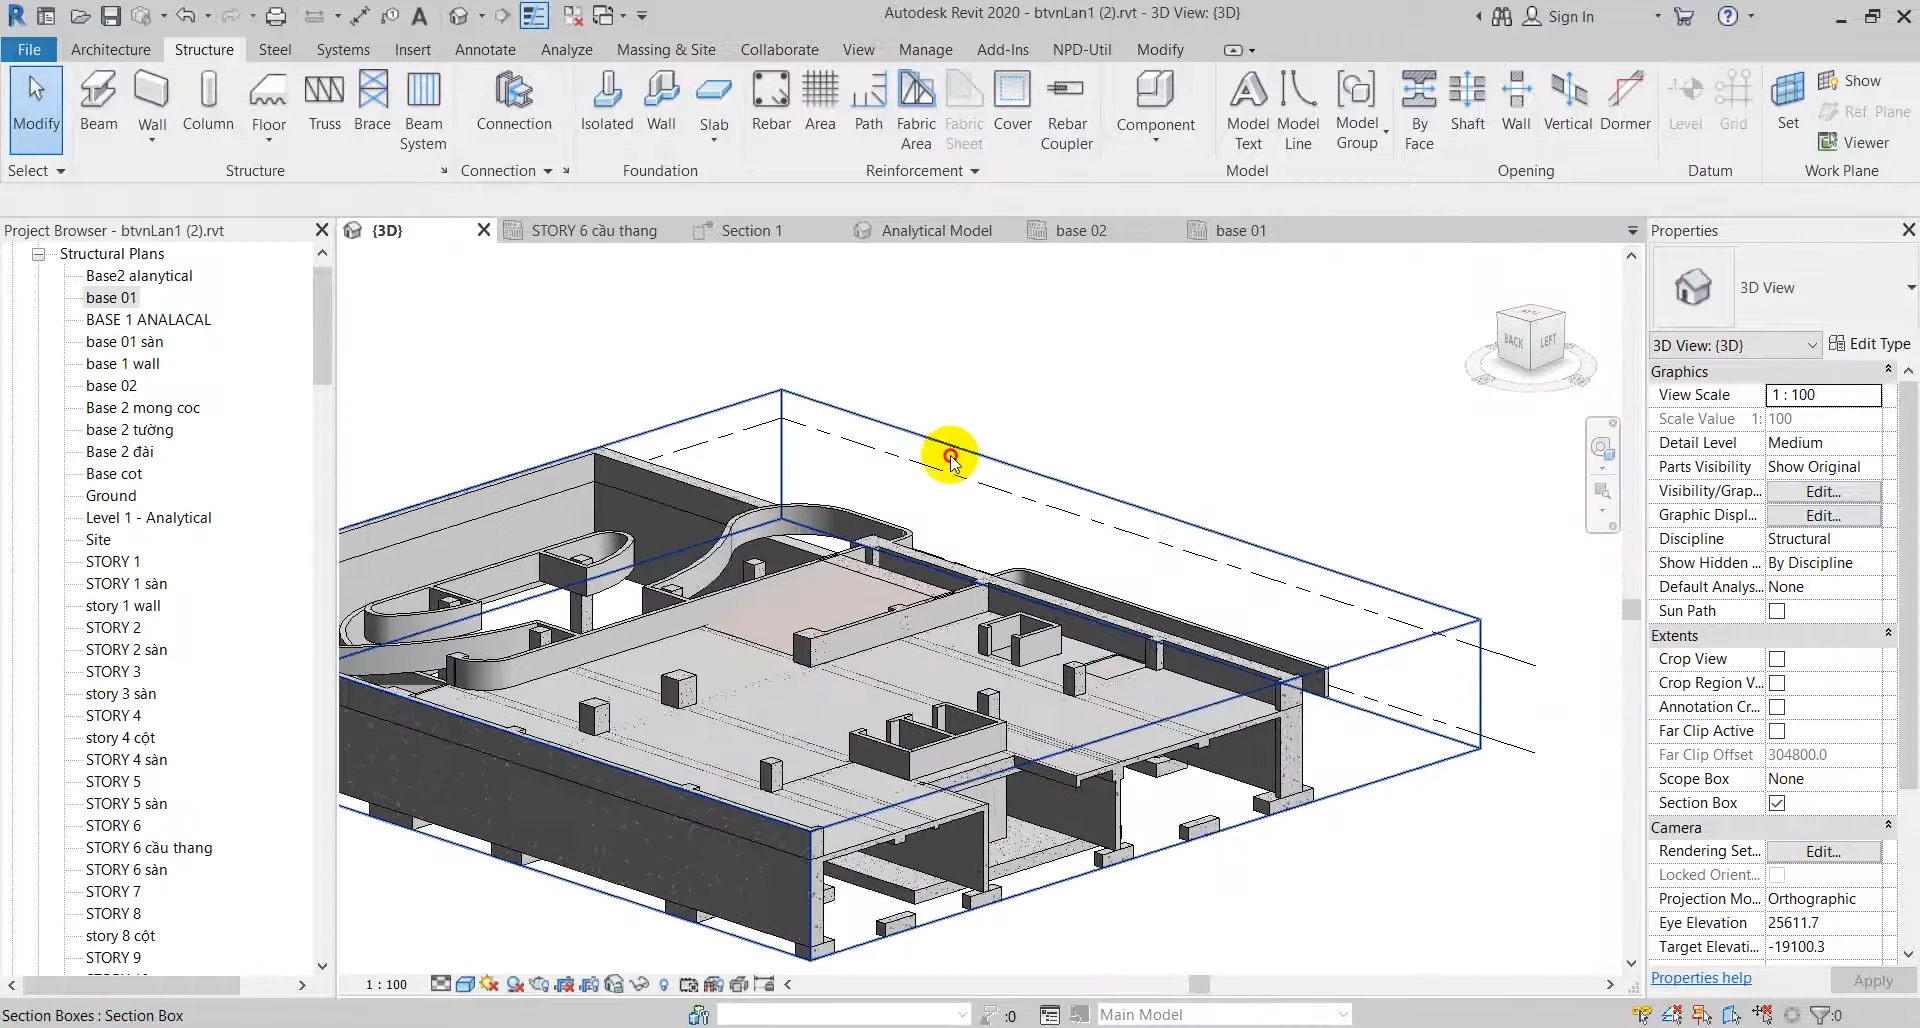 Autodesk Revit 2020 - btvnLan1 (2).rvt - 3D View: {3D}
Sign In
File Architecture Structure Steel Systems Insert Annotate Analyze Massing & Site Collaborate View Manage Add-Ins NPD-Util Modify
Modify Beam Wall Column Floor Truss Brace Beam System Connection Isolated Wall Slab Rebar Area Path Fabric Area Fabric Sheet Cover Rebar Coupler Component Model Text Model Line Model Group By Face Shaft Wall Vertical Dormer Level Grid Set Show
Ref Plane
Viewer
Select Structure Connection Foundation Reinforcement Model Opening Datum Work Plane
Project Browser - btvnLan1 (2).rvt
{3D} STORY 6 cầu thang Section 1 Analytical Model base 02 base 01
Structural Plans
Base2 alanytical
base 01
BASE 1 ANALACAL
base 01 sàn
base 1 wall
base 02
Base 2 mong coc
base 2 tường
Base 2 đài
Base cot
Ground
Level 1 - Analytical
Site
STORY 1
STORY 1 sàn
story 1 wall
STORY 2
STORY 2 sàn
STORY 3
story 3 sàn
STORY 4
story 4 cột
STORY 4 sàn
STORY 5
STORY 5 sàn
STORY 6
STORY 6 cầu thang
STORY 6 sàn
STORY 7
STORY 8
story 8 cột
STORY 9
BACK LEFT
Properties
3D View
3D View: {3D} Edit Type
Graphics
View Scale 1 : 100
Scale Value 1: 100
Detail Level Medium
Parts Visibility Show Original
Visibility/Grap... Edit...
Graphic Displ... Edit...
Discipline Structural
Show Hidden ... By Discipline
Default Analys... None
Sun Path
Extents
Crop View
Crop Region V...
Annotation Cr...
Far Clip Active
Far Clip Offset 304800.0
Scope Box None
Section Box
Camera
Rendering Set... Edit...
Locked Orient...
Projection Mo... Orthographic
Eye Elevation 25611.7
Target Elevati... -19100.3
Properties help Apply
1 : 100
Section Boxes : Section Box
:0 Main Model :0